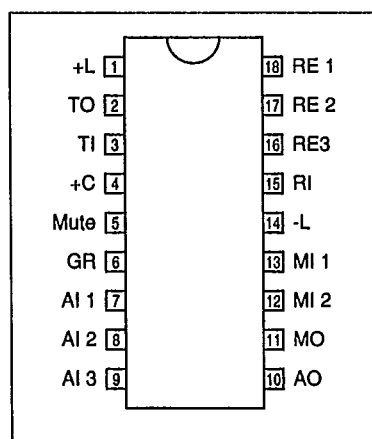 +L 1 18 RE 1
TO 2 17 RE 2
TI 3 16 RE3
+C 4 15 RI
Mute 5 14 -L
GR 6 13 MI 1
AI 1 7 12 MI 2
AI 2 8 11 MO
AI 3 9 10 AO